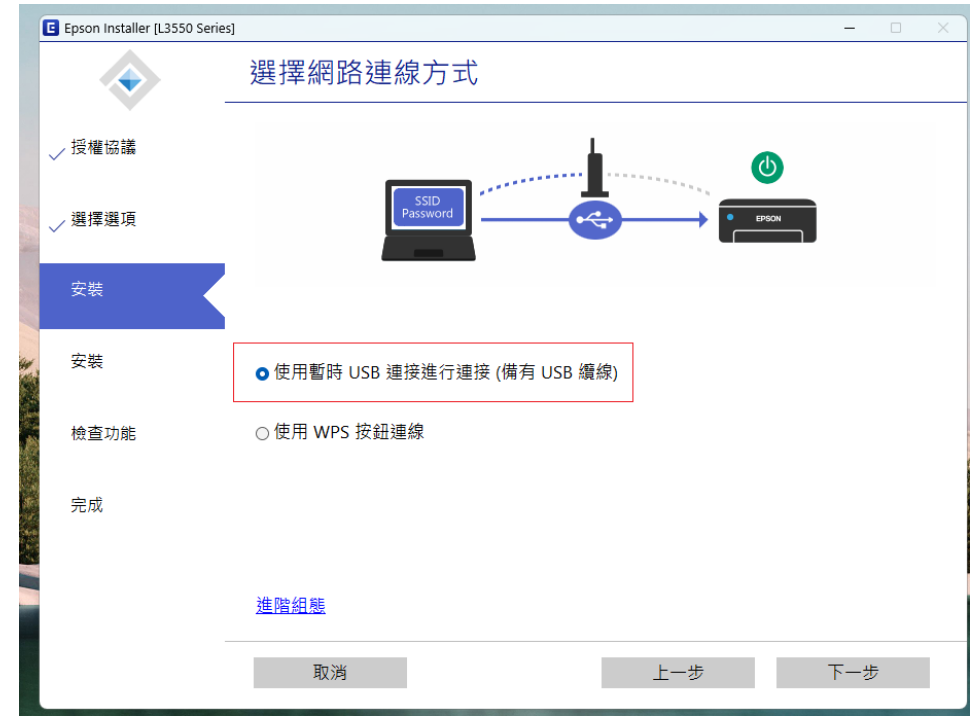 Epson Installer [L3550 Series]
選擇網路連線方式
授權協議
選擇選項
安裝
安裝
檢查功能
完成
SSID
Password
EPSON
使用暫時 USB 連接進行連接 (備有 USB 纜線)
使用 WPS 按鈕連線
進階組態
取消
上一步
下一步